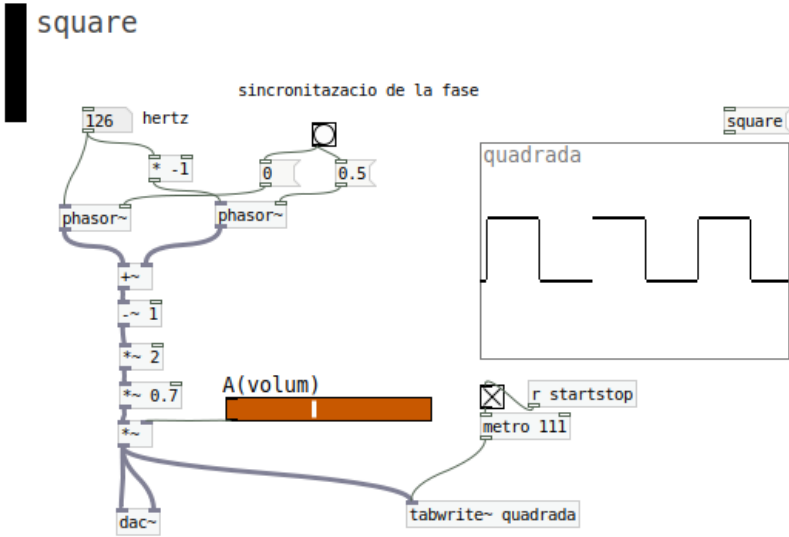 square
sincronitazacio de la fase
126
hertz
square
* -1
0
0.5
quadrada
phasor~
phasor~
+~
-~ 1
*~ 2
*~ 0.7
A(volum)
r startstop
*~
metro 111
tabwrite~ quadrada
dac~